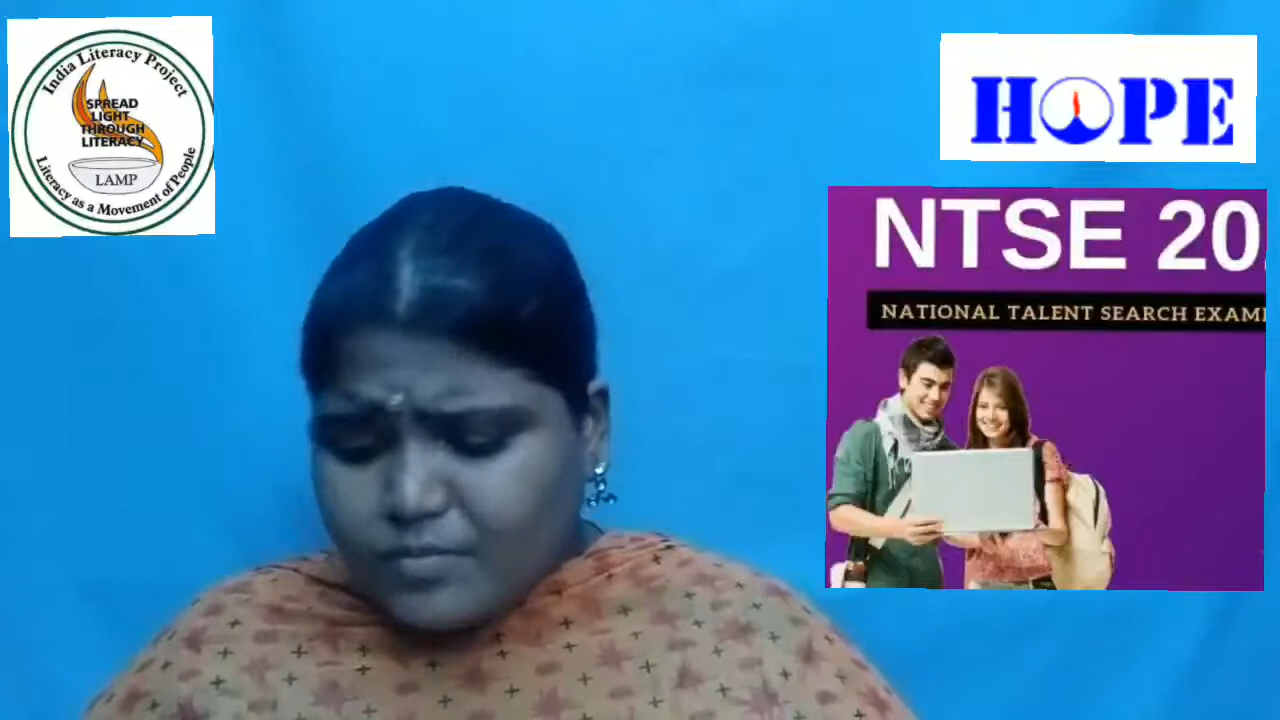 India Literacy Project
SPREAD
LIGHT
THROUGH
LITERACY
LAMP
Literacy as a Movement of People
HOPE
NTSE 20
NATIONAL TALENT SEARCH EXAM